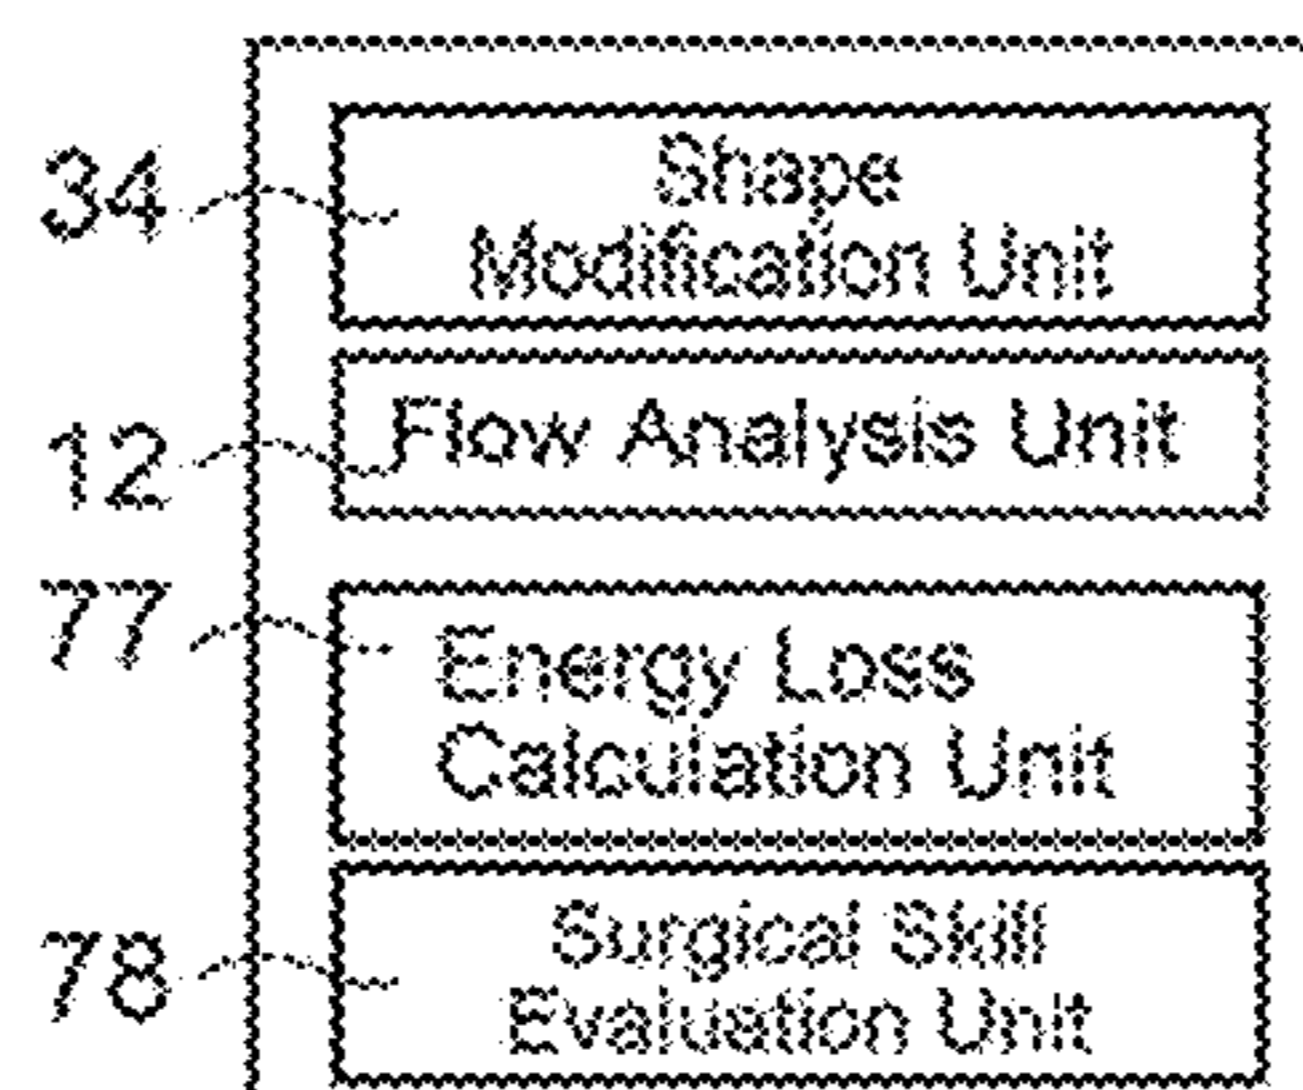 34
Shape
Modification Unit
12
Flow Analysis Unit
77
Energy Loss
Calculation Unit
78
Surgical Skill
Evaluation Unit